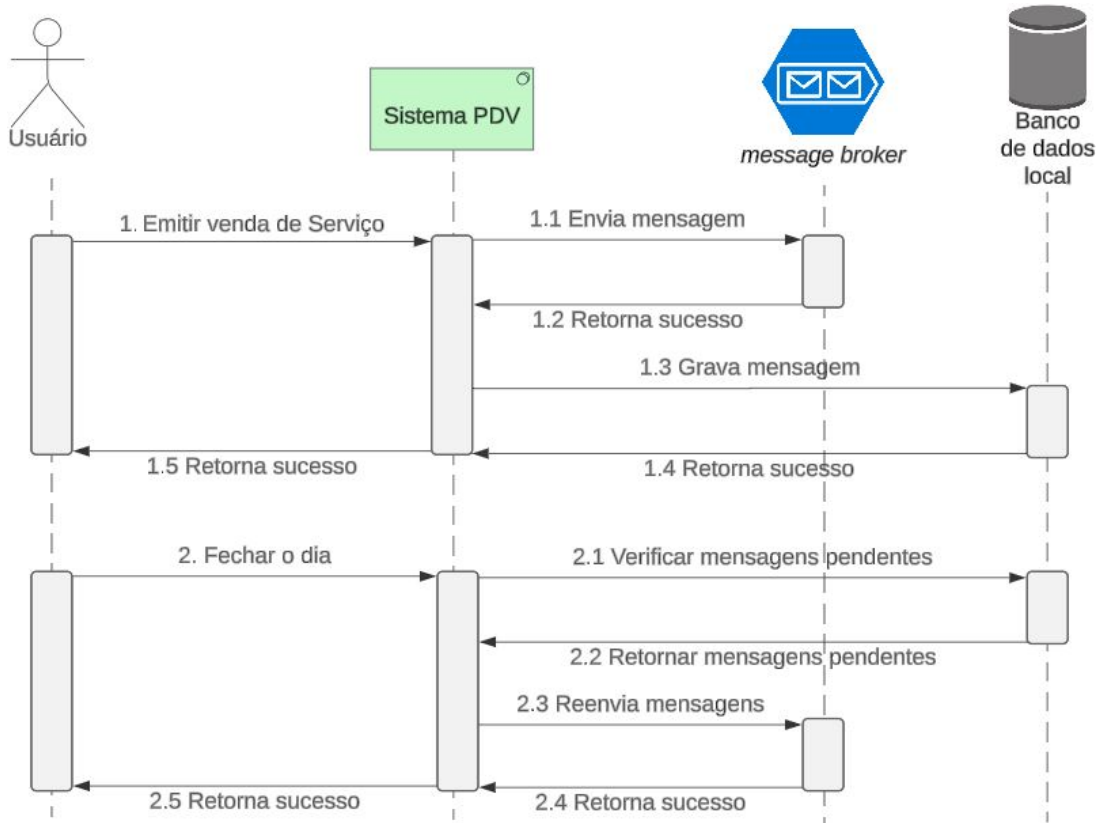 Usuário
Sistema PDV
message broker
Banco
de dados
local
1. Emitir venda de Serviço
1.1 Envia mensagem
1.2 Retorna sucesso
1.3 Grava mensagem
1.5 Retorna sucesso
1.4 Retorna sucesso
2. Fechar o dia
2.1 Verificar mensagens pendentes
2.2 Retornar mensagens pendentes
2.3 Reenvia mensagens
2.5 Retorna sucesso
2.4 Retorna sucesso